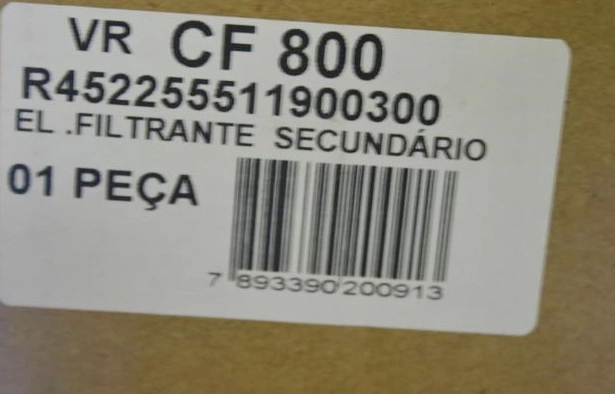 VR CF 800
R452255511900300
EL .FILTRANTE SECUNDÁRIO
01 PEÇA
7 893390 200913